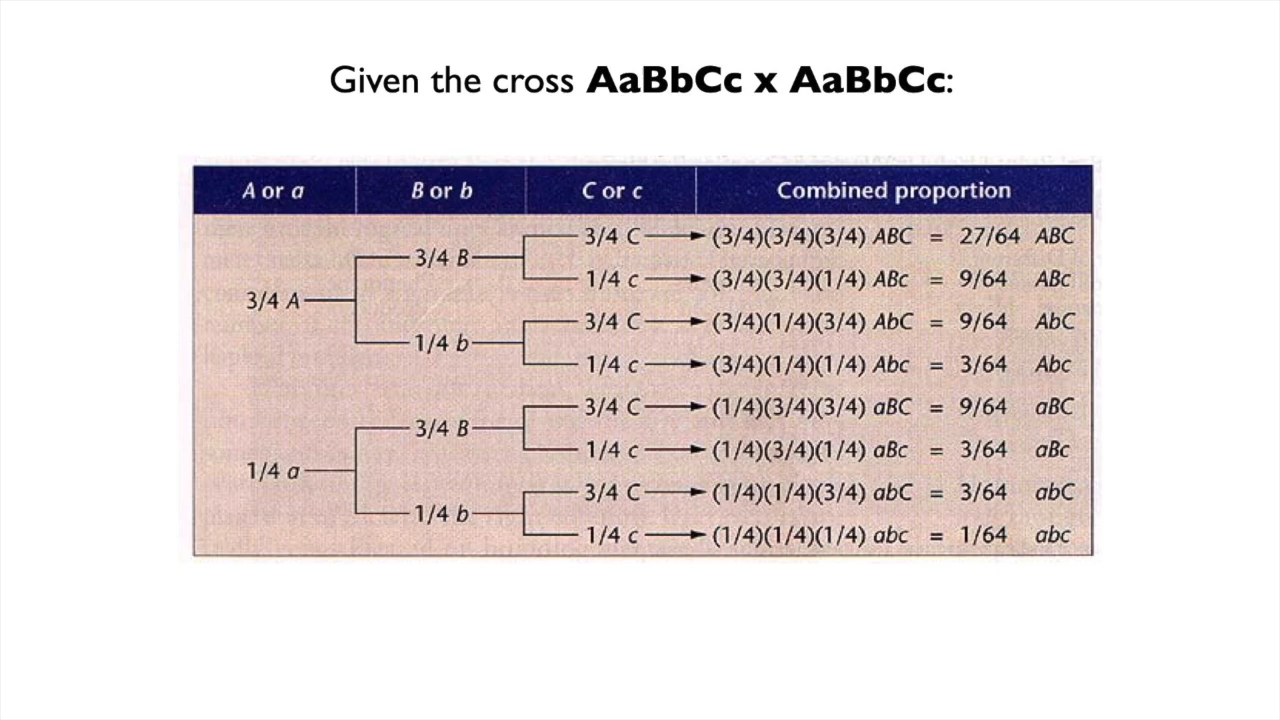 Given the cross AaBbCc x AaBbCc:
A or a B or b C or c Combined proportion
3/4 C (3/4)(3/4)(3/4) ABC = 27/64 ABC
3/4 B
1/4 c (3/4)(3/4)(1/4) ABc = 9/64 ABc
3/4 A
3/4 C (3/4)(1/4)(3/4) AbC = 9/64 AbC
1/4 b
1/4 c (3/4)(1/4)(1/4) Abc = 3/64 Abc
3/4 C (1/4)(3/4)(3/4) aBC = 9/64 aBC
3/4 B
1/4 c (1/4)(3/4)(1/4) aBc = 3/64 aBc
1/4 a
3/4 C (1/4)(1/4)(3/4) abC = 3/64 abC
1/4 b
1/4 c (1/4)(1/4)(1/4) abc = 1/64 abc